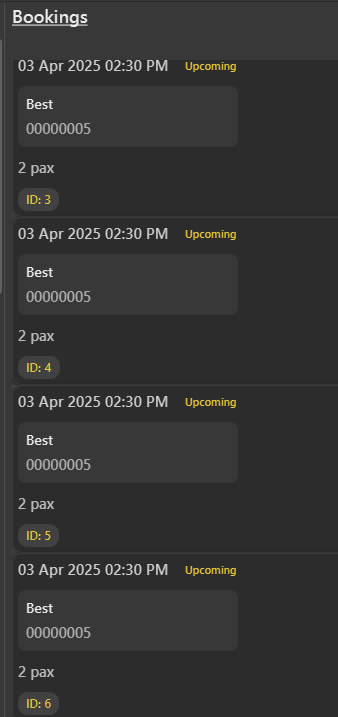 Bookings
03 Apr 2025 02:30 PM Upcoming
Best
00000005
2 pax
ID: 3
03 Apr 2025 02:30 PM Upcoming
Best
00000005
2 pax
ID: 4
03 Apr 2025 02:30 PM Upcoming
Best
00000005
2 pax
ID: 5
03 Apr 2025 02:30 PM Upcoming
Best
00000005
2 pax
ID: 6